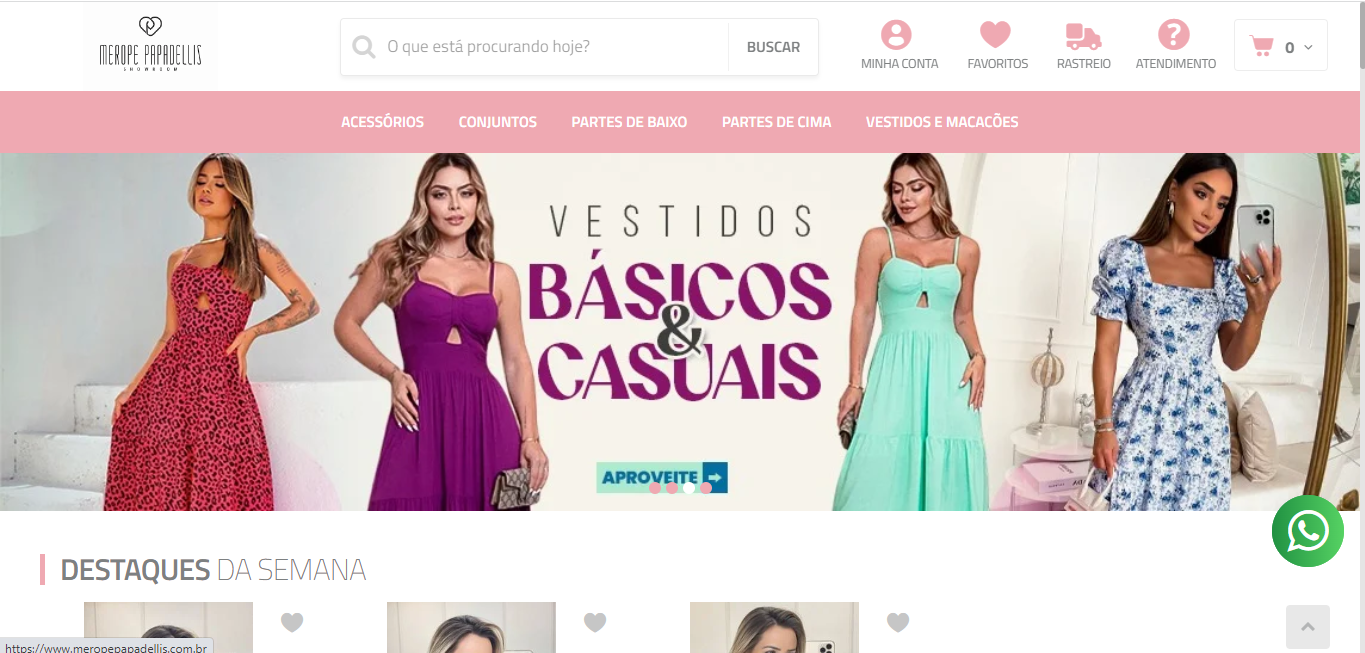 MEROPE PAPADELLIS
SHOWROOM
O que está procurando hoje?
BUSCAR
MINHA CONTA
FAVORITOS
RASTREIO
ATENDIMENTO
0
ACESSÓRIOS
CONJUNTOS
PARTES DE BAIXO
PARTES DE CIMA
VESTIDOS E MACACÕES
VESTIDOS
BÁSICOS
&
CASUAIS
APROVEITE
DESTAQUES DA SEMANA
https://www.meropepapadellis.com.br